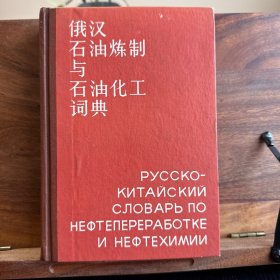 俄汉
石油炼制
与
石油化工
词典
РУССКО-
КИТАЙСКИЙ
СЛОВАРЬ ПО
НЕФТЕПЕРЕРАБОТКЕ
И НЕФТЕХИМИИ